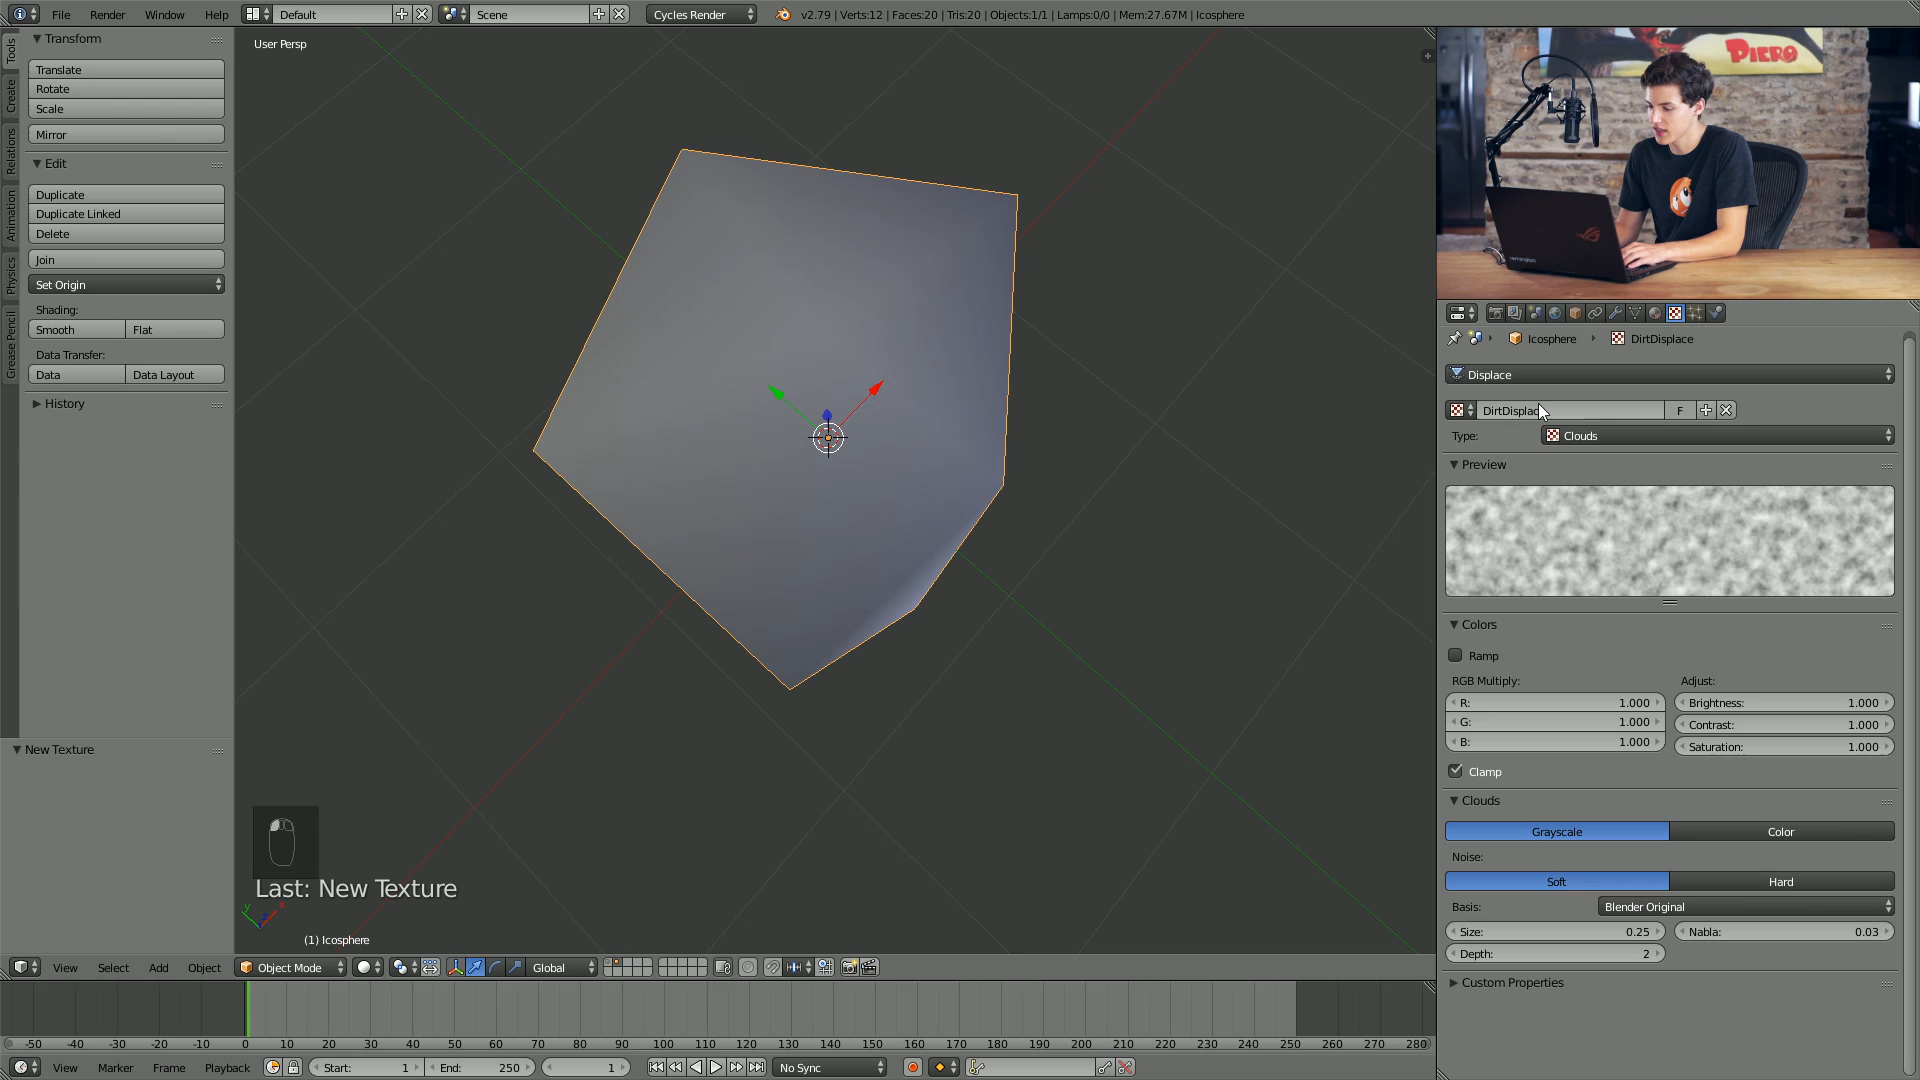 File Render Window Help Default Scene Cycles Render v2.79 | Verts:12 | Faces:20 | Tris:20 | Objects:1/1 | Lamps:0/0 | Mem:27.67M | Icosphere
Tools
Create
Relations
Animation
Physics
Grease Pencil
Transform
Translate
Rotate
Scale
Mirror
Edit
Duplicate
Duplicate Linked
Delete
Join
Set Origin
Shading:
Smooth Flat
Data Transfer:
Data Data Layout
History
New Texture
User Persp
Last: New Texture
y x
(1) Icosphere
PIERO
remington
Icosphere DirtDisplace
Displace
DirtDisplac F
Type: Clouds
Preview
Colors
Ramp
RGB Multiply: Adjust:
R: 1.000 Brightness: 1.000
G: 1.000 Contrast: 1.000
B: 1.000 Saturation: 1.000
Clamp
Clouds
Grayscale Color
Noise:
Soft Hard
Basis: Blender Original
Size: 0.25 Nabla: 0.03
Depth: 2
Custom Properties
View Select Add Object Object Mode Global
-50 -40 -30 -20 -10 0 10 20 30 40 50 60 70 80 90 100 110 120 130 140 150 160 170 180 190 200 210 220 230 240 250 260 270 280
View Marker Frame Playback Start: 1 End: 250 1 No Sync